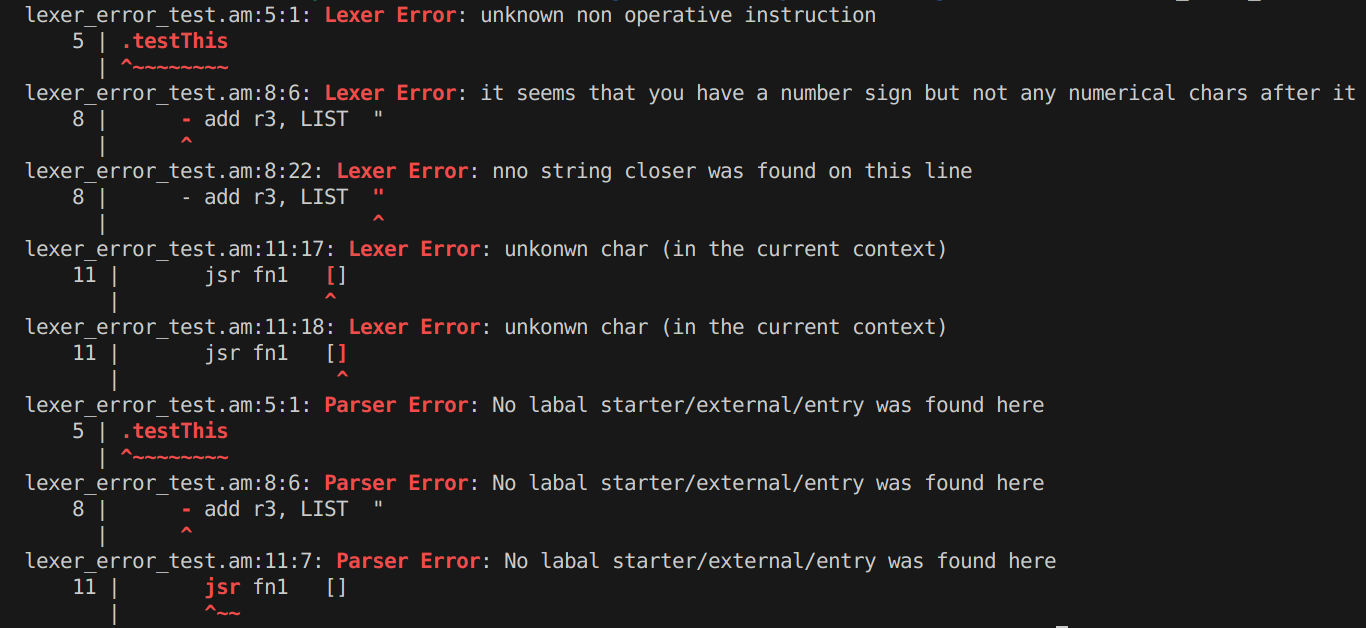 lexer_error_test.am:5:1: Lexer Error: unknown non operative instruction
    5 | .testThis
      | ^~~~~~~~~
lexer_error_test.am:8:6: Lexer Error: it seems that you have a number sign but not any numerical chars after it
    8 |      - add r3, LIST  "
      |      ^
lexer_error_test.am:8:22: Lexer Error: nno string closer was found on this line
    8 |      - add r3, LIST  "
      |                      ^
lexer_error_test.am:11:17: Lexer Error: unkonwn char (in the current context)
    11 |       jsr fn1   []
       |                 ^
lexer_error_test.am:11:18: Lexer Error: unkonwn char (in the current context)
    11 |       jsr fn1   []
       |                  ^
lexer_error_test.am:5:1: Parser Error: No labal starter/external/entry was found here
    5 | .testThis
      | ^~~~~~~~~
lexer_error_test.am:8:6: Parser Error: No labal starter/external/entry was found here
    8 |      - add r3, LIST  "
      |      ^
lexer_error_test.am:11:7: Parser Error: No labal starter/external/entry was found here
    11 |       jsr fn1   []
       |       ^~~